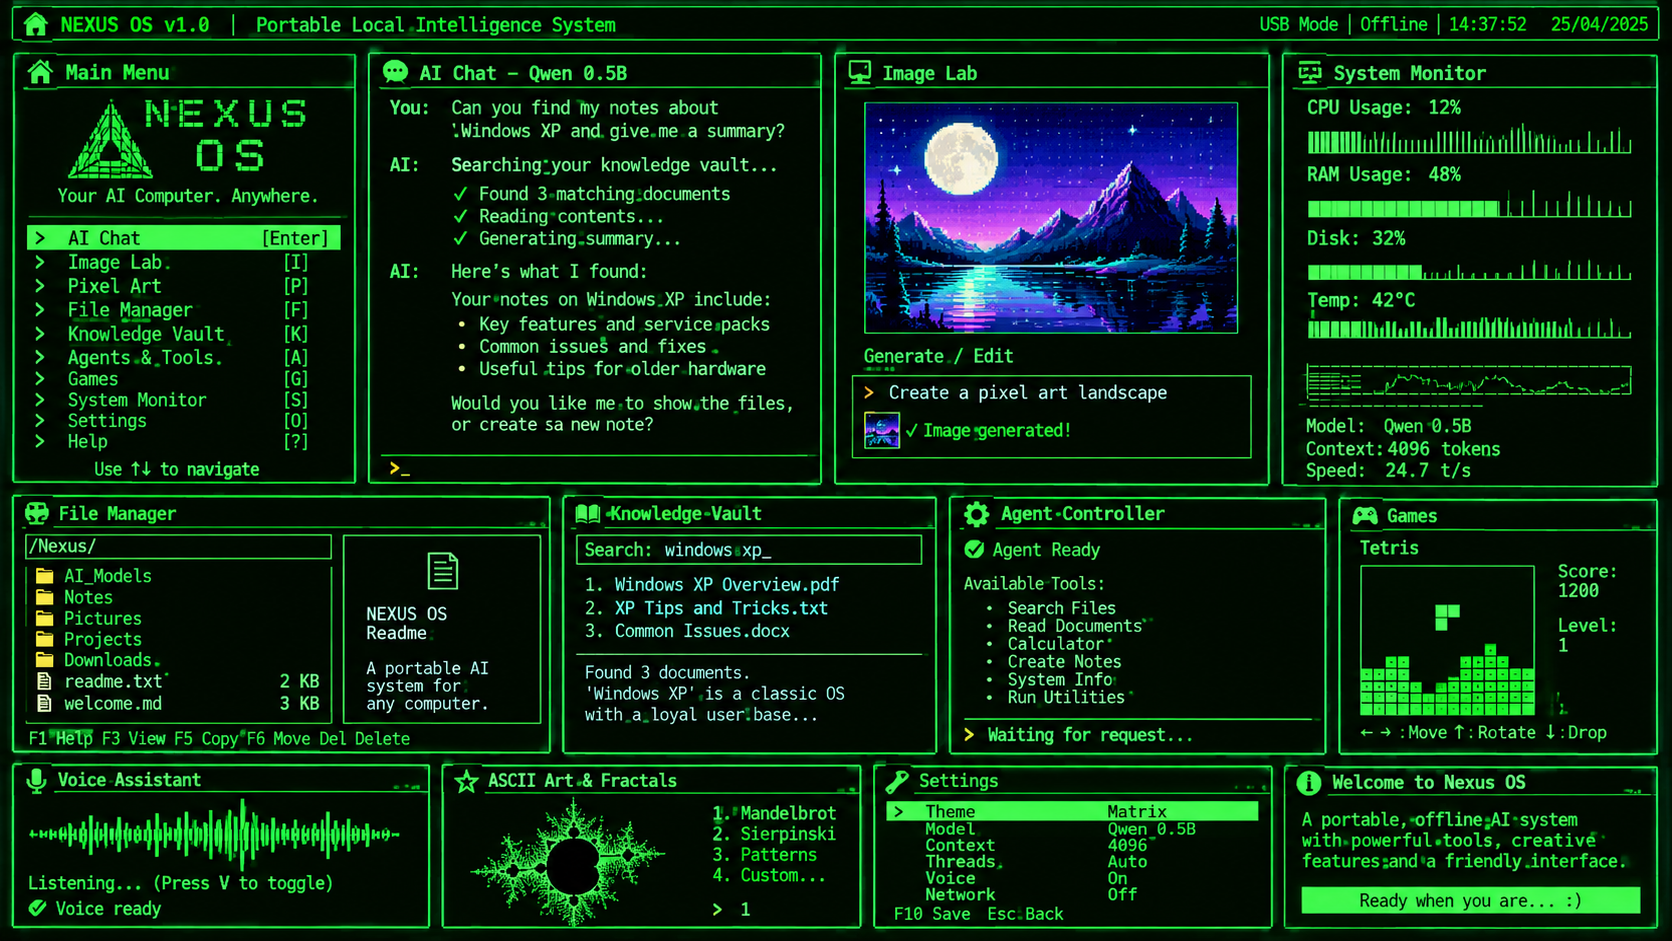 NEXUS OS v1.0 | Portable Local Intelligence System
USB Mode | Offline | 14:37:52 25/04/2025
Main Menu
NEXUS
OS
Your AI Computer. Anywhere.
> AI Chat [Enter]
> Image Lab [I]
> Pixel Art [P]
> File Manager [F]
> Knowledge Vault [K]
> Agents & Tools. [A]
> Games [G]
> System Monitor [S]
> Settings [O]
> Help [?]
Use ↑↓ to navigate
AI Chat – Qwen 0.5B
You: Can you find my notes about
Windows XP and give me a summary?
AI: Searching your knowledge vault...
✓ Found 3 matching documents
✓ Reading contents...
✓ Generating summary...
AI: Here's what I found:
Your notes on Windows XP include:
• Key features and service packs
• Common issues and fixes
• Useful tips for older hardware
Would you like me to show the files,
or create sa new note?
>_
Image Lab
Generate / Edit
> Create a pixel art landscape
✓ Image generated!
System Monitor
CPU Usage: 12%
RAM Usage: 48%
Disk: 32%
Temp: 42°C
Model: Qwen 0.5B
Context: 4096 tokens
Speed: 24.7 t/s
File Manager
/Nexus/
AI_Models
Notes
Pictures
Projects
Downloads.
readme.txt 2 KB
welcome.md 3 KB
NEXUS OS
Readme
A portable AI
system for
any computer.
F1 Help F3 View F5 Copy F6 Move Del Delete
Knowledge Vault
Search: windows xp_
1. Windows XP Overview.pdf
2. XP Tips and Tricks.txt
3. Common Issues.docx
Found 3 documents.
'Windows XP' is a classic OS
with a loyal user base...
Agent Controller
Agent Ready
Available Tools:
• Search Files
• Read Documents
• Calculator
• Create Notes
• System Info
• Run Utilities
> Waiting for request...
Games
Tetris
Score:
1200
Level:
1
← → :Move ↑:Rotate ↓:Drop
Voice Assistant
Listening... (Press V to toggle)
Voice ready
ASCII Art & Fractals
1. Mandelbrot
2. Sierpinski
3. Patterns
4. Custom...
> 1
Settings
> Theme Matrix
Model Qwen 0.5B
Context 4096
Threads. Auto
Voice On
Network Off
F10 Save Esc Back
Welcome to Nexus OS
A portable, offline AI system
with powerful tools, creative
features and a friendly interface.
Ready when you are... :)